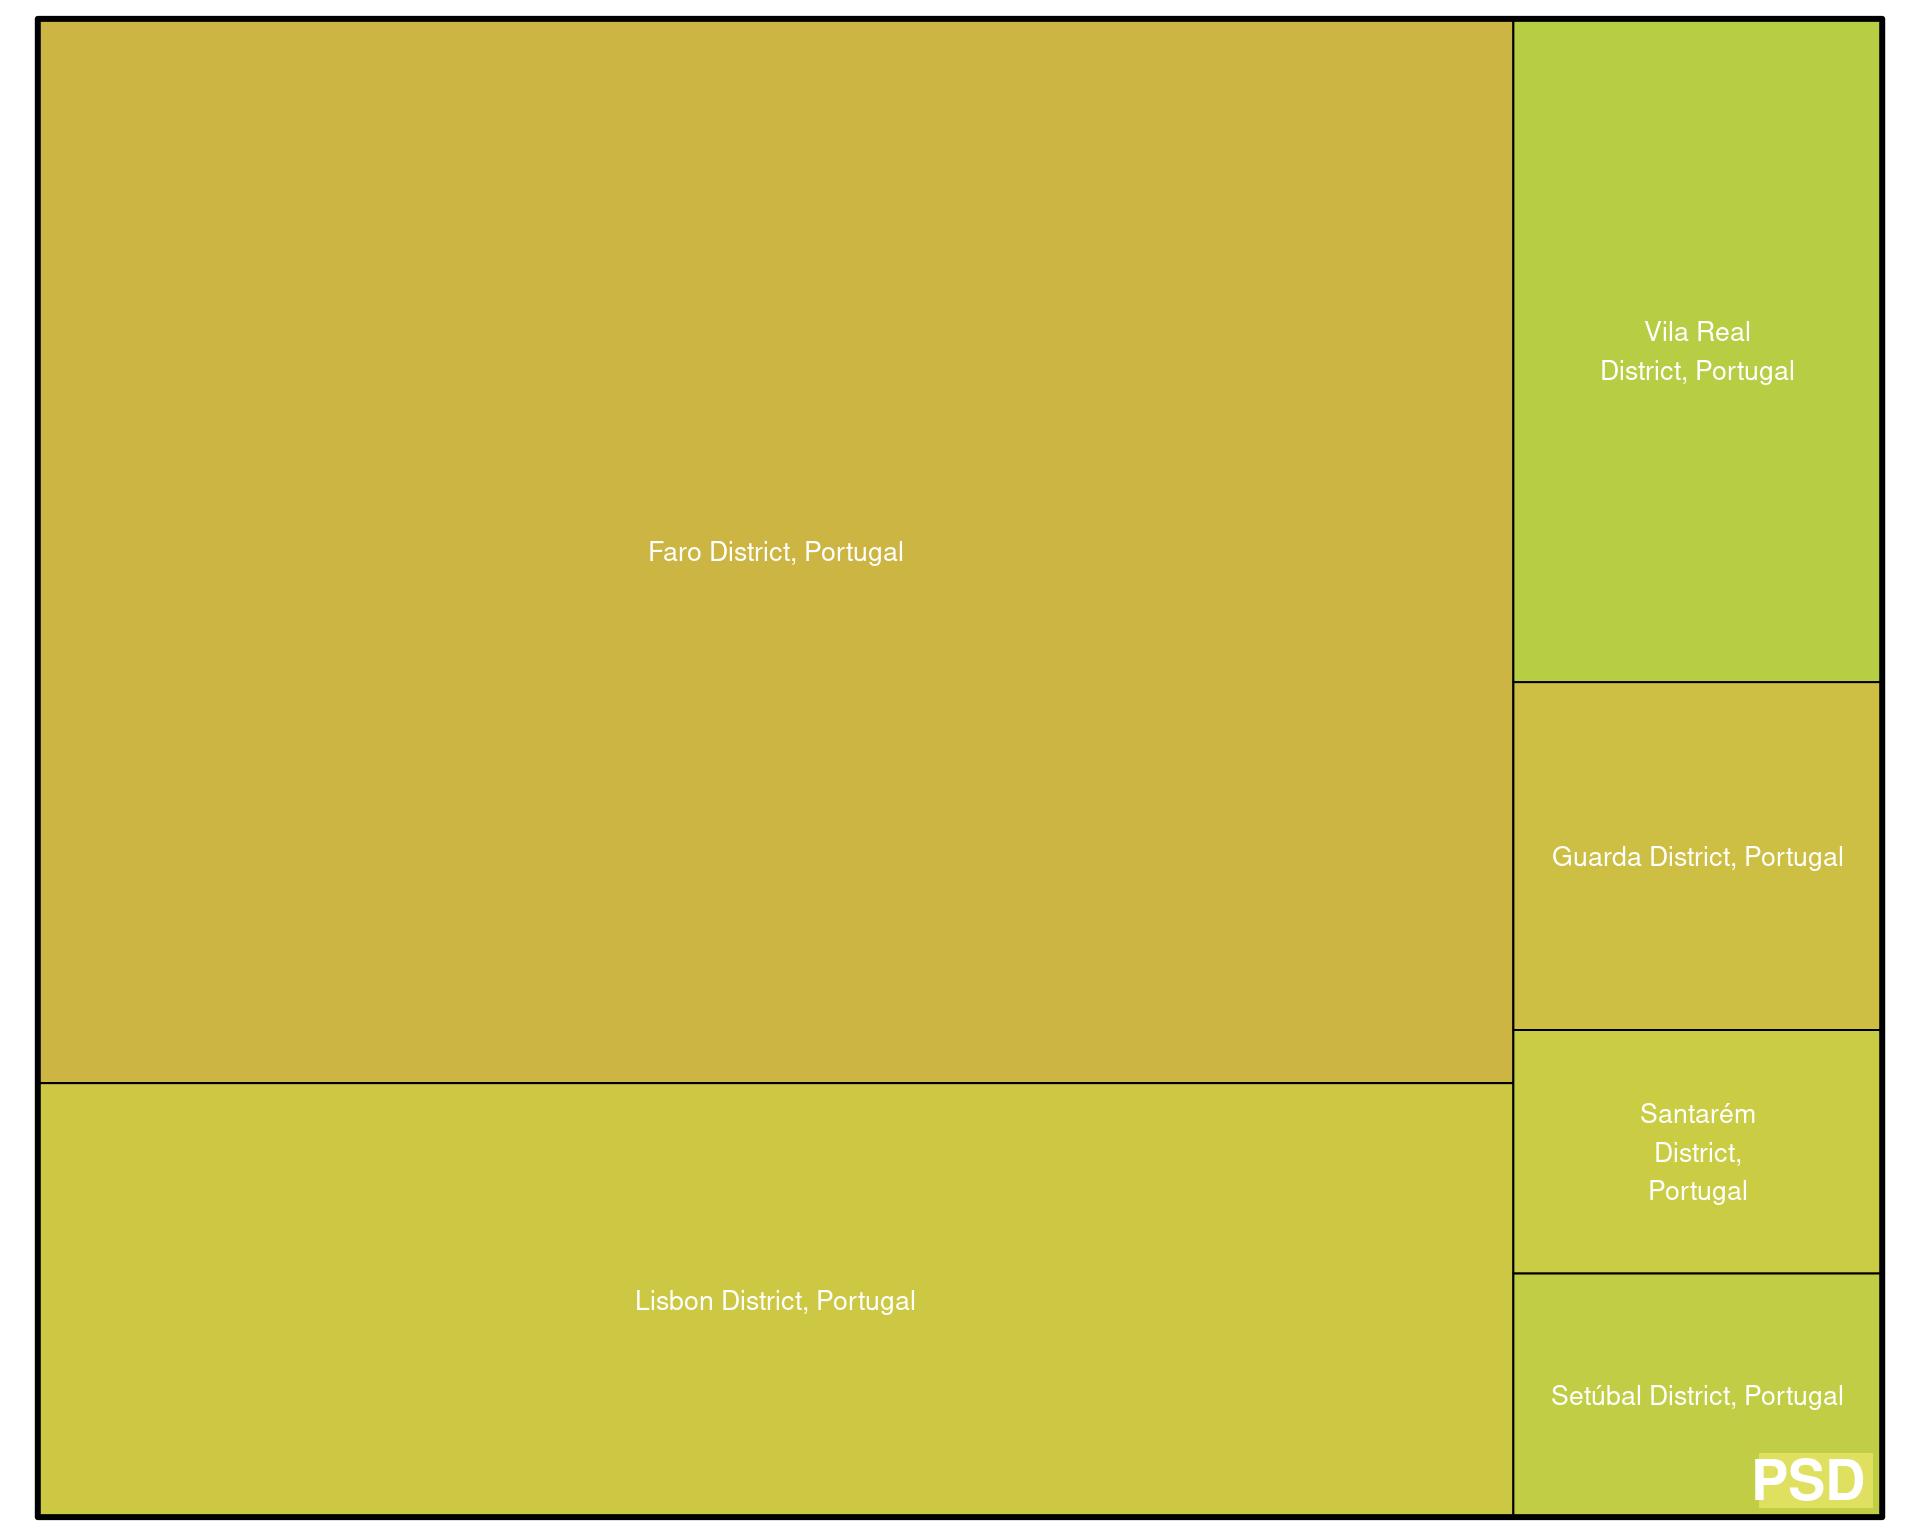 Faro District, Portugal
Lisbon District, Portugal
Vila Real
District, Portugal
Guarda District, Portugal
Santarém
District,
Portugal
Setúbal District, Portugal
PSD